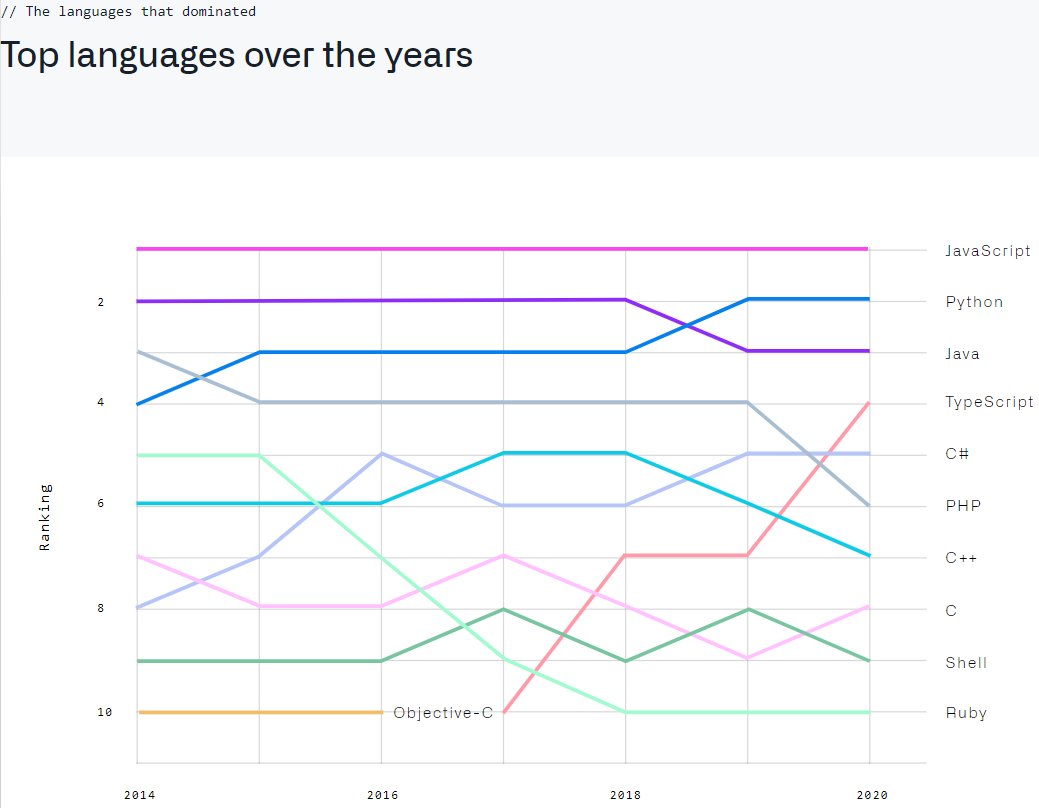 // The languages that dominated
Top languages over the years
JavaScript
2
Python
Java
4
TypeScript
C#
Ranking
6
PHP
C++
8
C
Shell
10
Objective-C
Ruby
2014
2016
2018
2020